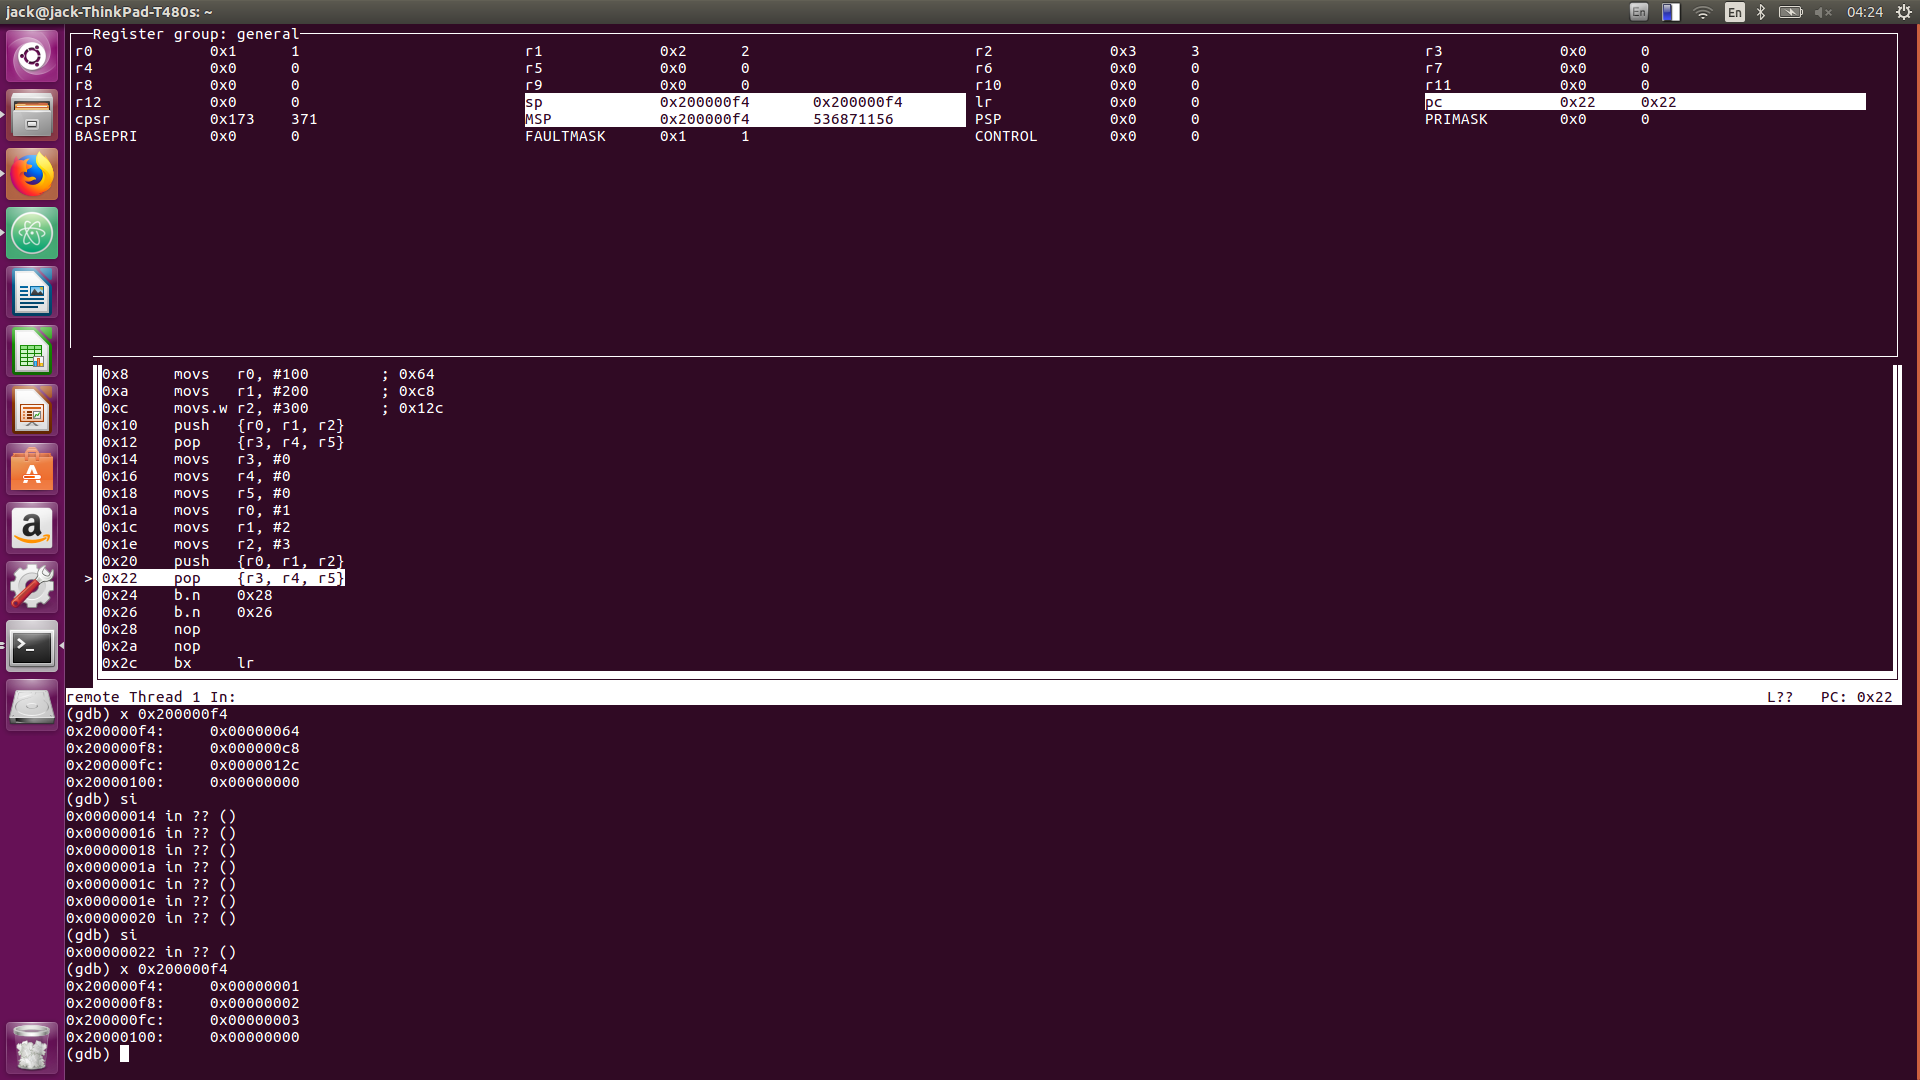 jack@jack-ThinkPad-T480s: ~ En En 04:24
Register group: general
r0 0x1 1 r1 0x2 2 r2 0x3 3 r3 0x0 0
r4 0x0 0 r5 0x0 0 r6 0x0 0 r7 0x0 0
r8 0x0 0 r9 0x0 0 r10 0x0 0 r11 0x0 0
r12 0x0 0 sp 0x200000f4 0x200000f4 lr 0x0 0 pc 0x22 0x22
cpsr 0x173 371 MSP 0x200000f4 536871156 PSP 0x0 0 PRIMASK 0x0 0
BASEPRI 0x0 0 FAULTMASK 0x1 1 CONTROL 0x0 0
0x8 movs r0, #100 ; 0x64
0xa movs r1, #200 ; 0xc8
0xc movs.w r2, #300 ; 0x12c
0x10 push {r0, r1, r2}
0x12 pop {r3, r4, r5}
0x14 movs r3, #0
0x16 movs r4, #0
0x18 movs r5, #0
0x1a movs r0, #1
0x1c movs r1, #2
0x1e movs r2, #3
0x20 push {r0, r1, r2}
> 0x22 pop {r3, r4, r5}
0x24 b.n 0x28
0x26 b.n 0x26
0x28 nop
0x2a nop
0x2c bx lr
remote Thread 1 In: L?? PC: 0x22
(gdb) x 0x200000f4
0x200000f4: 0x00000064
0x200000f8: 0x000000c8
0x200000fc: 0x0000012c
0x20000100: 0x00000000
(gdb) si
0x00000014 in ?? ()
0x00000016 in ?? ()
0x00000018 in ?? ()
0x0000001a in ?? ()
0x0000001c in ?? ()
0x0000001e in ?? ()
0x00000020 in ?? ()
(gdb) si
0x00000022 in ?? ()
(gdb) x 0x200000f4
0x200000f4: 0x00000001
0x200000f8: 0x00000002
0x200000fc: 0x00000003
0x20000100: 0x00000000
(gdb)